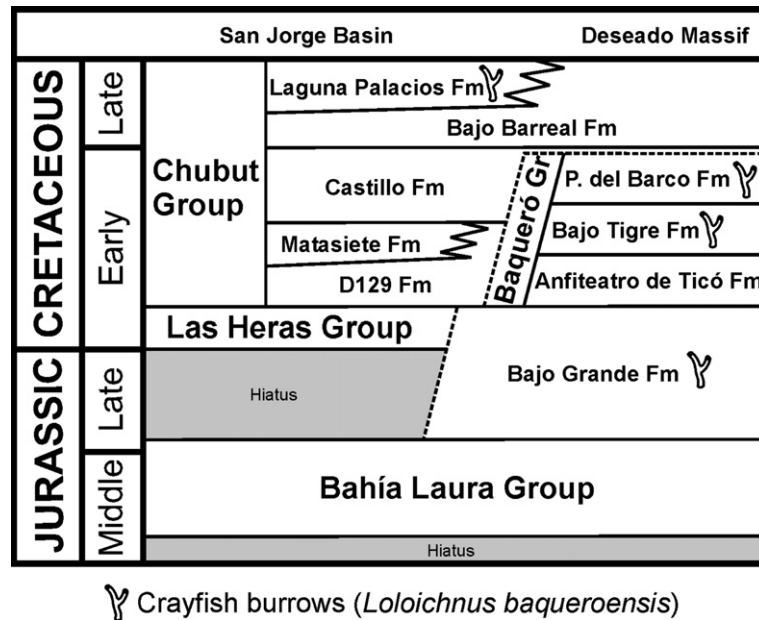 San Jorge Basin
Deseado Massif
CRETACEOUS
Late
Early
JURASSIC
Late
Middle
Chubut
Group
Laguna Palacios Fm
Bajo Barreal Fm
Castillo Fm
Matasiete Fm
D129 Fm
Baqueró Gr
P. del Barco Fm
Bajo Tigre Fm
Anfiteatro de Ticó Fm
Las Heras Group
Hiatus
Bajo Grande Fm
Bahía Laura Group
Hiatus
Crayfish burrows (Loloichnus baqueroensis)